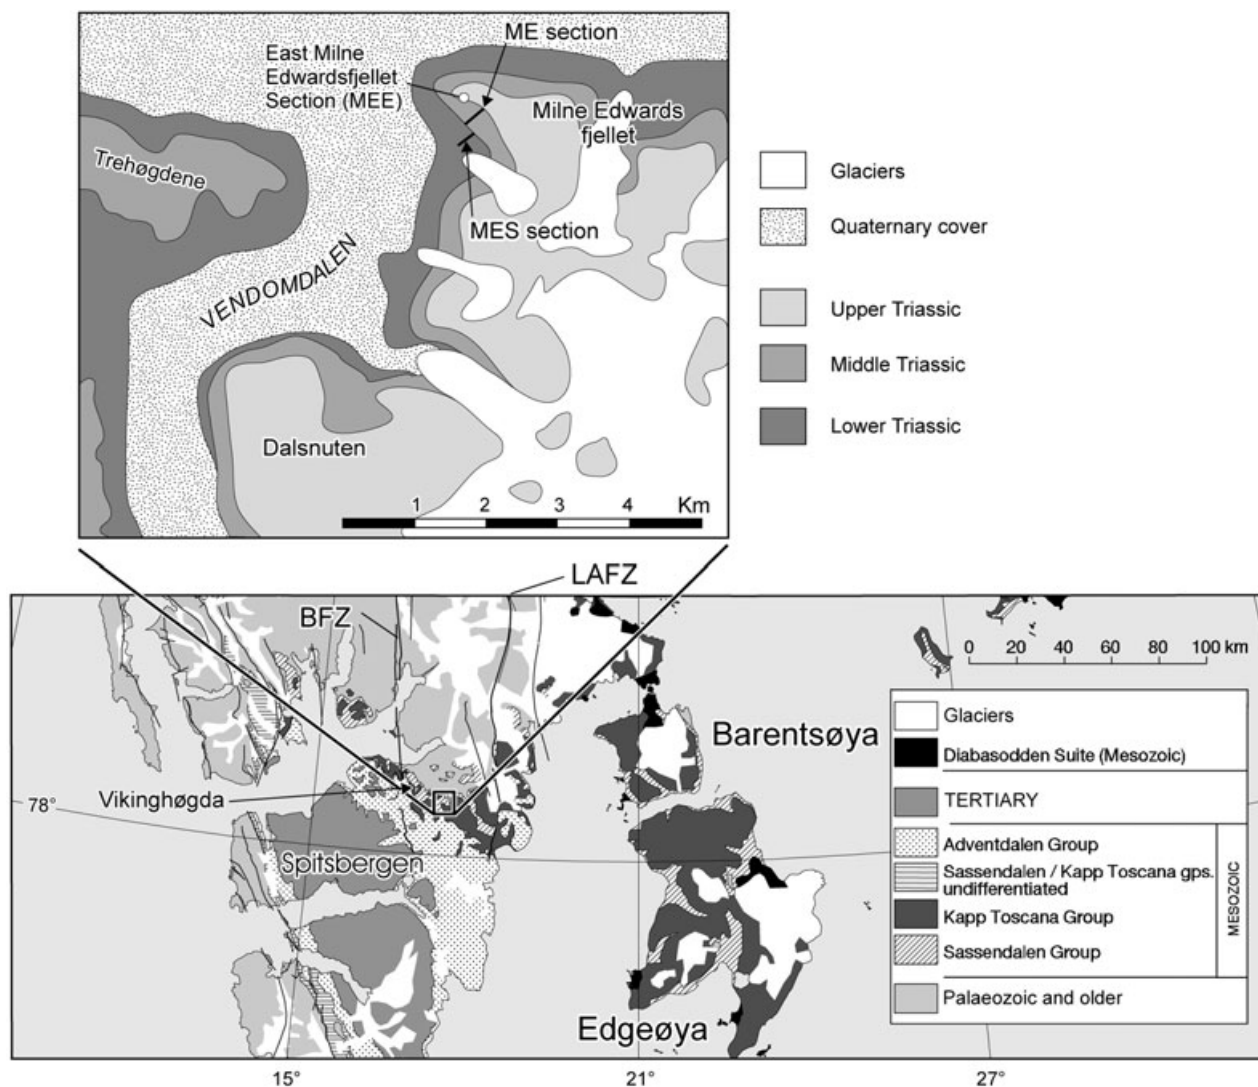 ME section
East Milne
Edwardsfjellet
Section (MEE)
Milne Edwards
fjellet
Trehøgdene
MES section
VENDOMDALEN
Dalsnuten
1 2 3 4 Km
Glaciers
Quaternary cover
Upper Triassic
Middle Triassic
Lower Triassic
LAFZ
BFZ
0 20 40 60 80 100 km
Barentsøya
Vikinghøgda
78°
78°
Spitsbergen
Edgeøya
Glaciers
Diabasodden Suite (Mesozoic)
TERTIARY
Adventdalen Group
Sassendalen / Kapp Toscana gps.
undifferentiated
Kapp Toscana Group
Sassendalen Group
MESOZOIC
Palaeozoic and older
15° 21° 27°